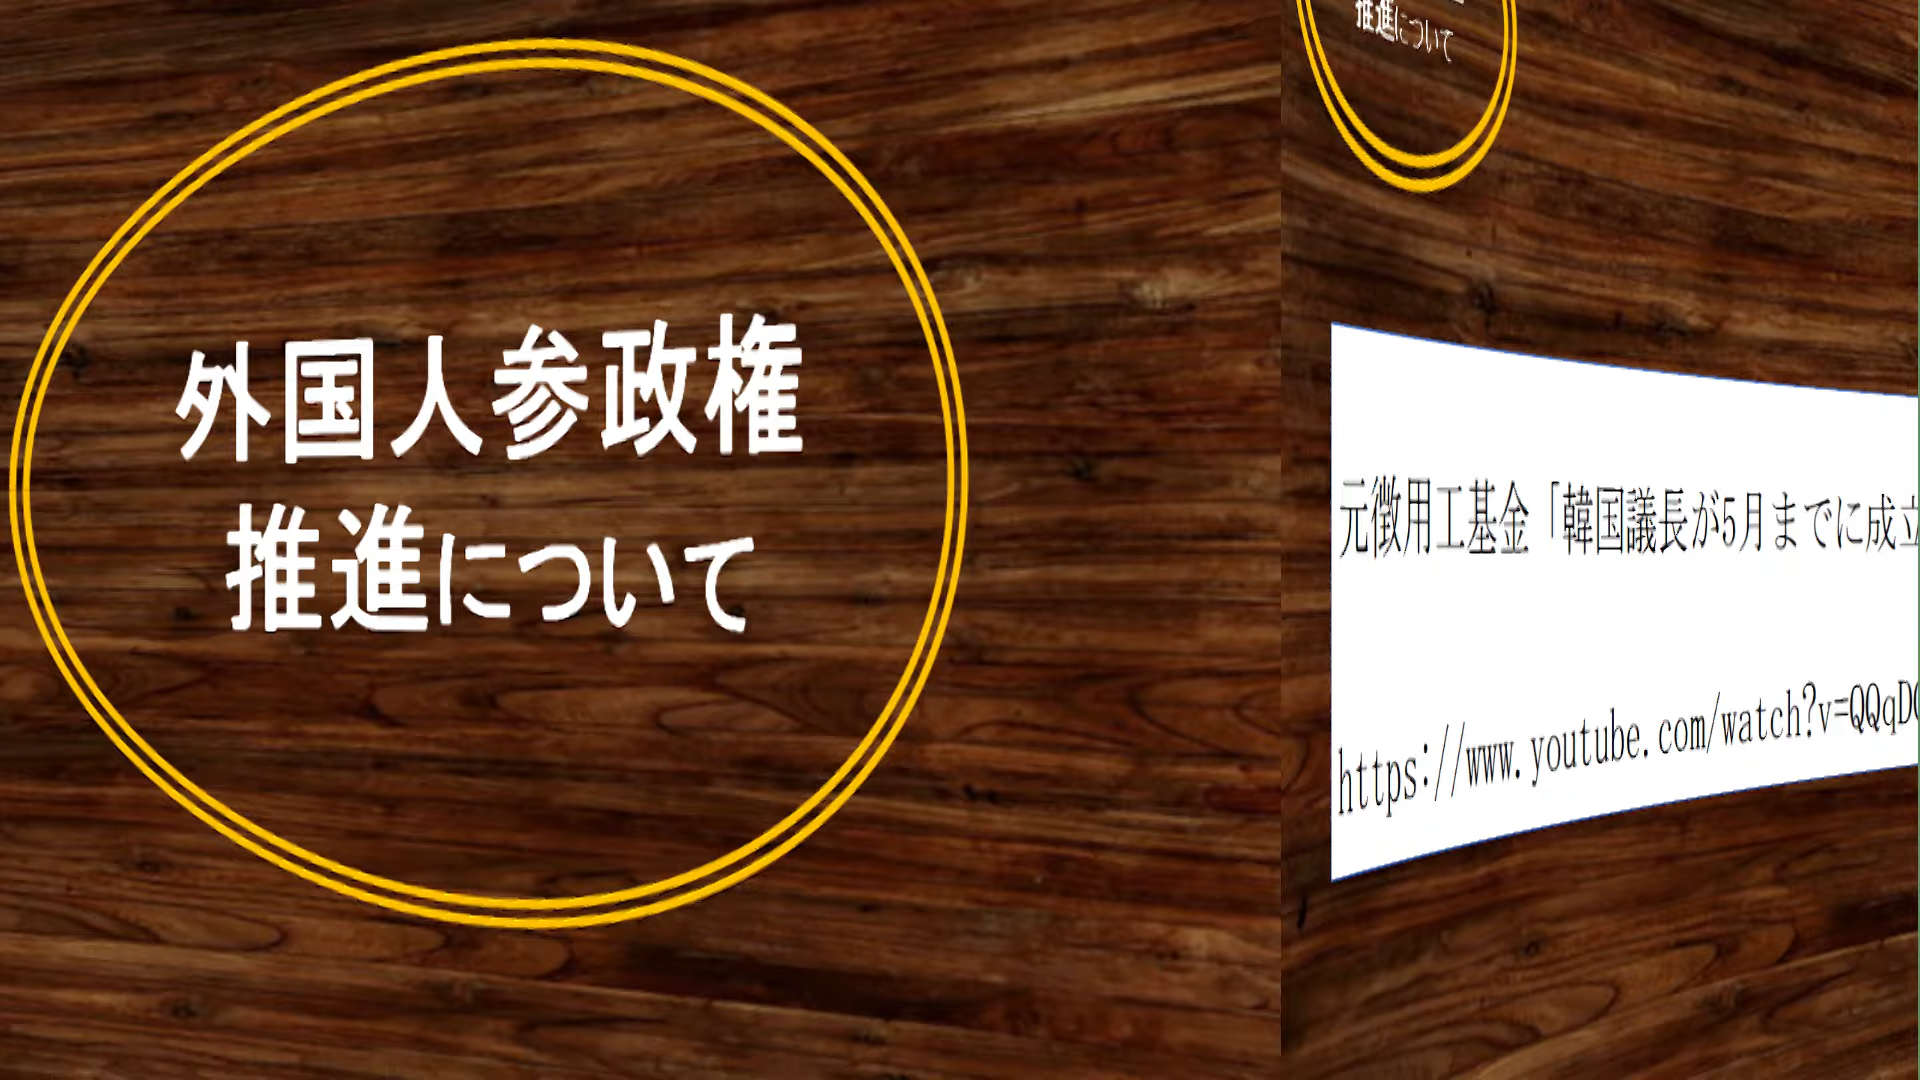 外国人参政権
推進について
推進について
元徴用工基金「韓国議長が5月までに成立
https://www.youtube.com/watch?v=QQqD